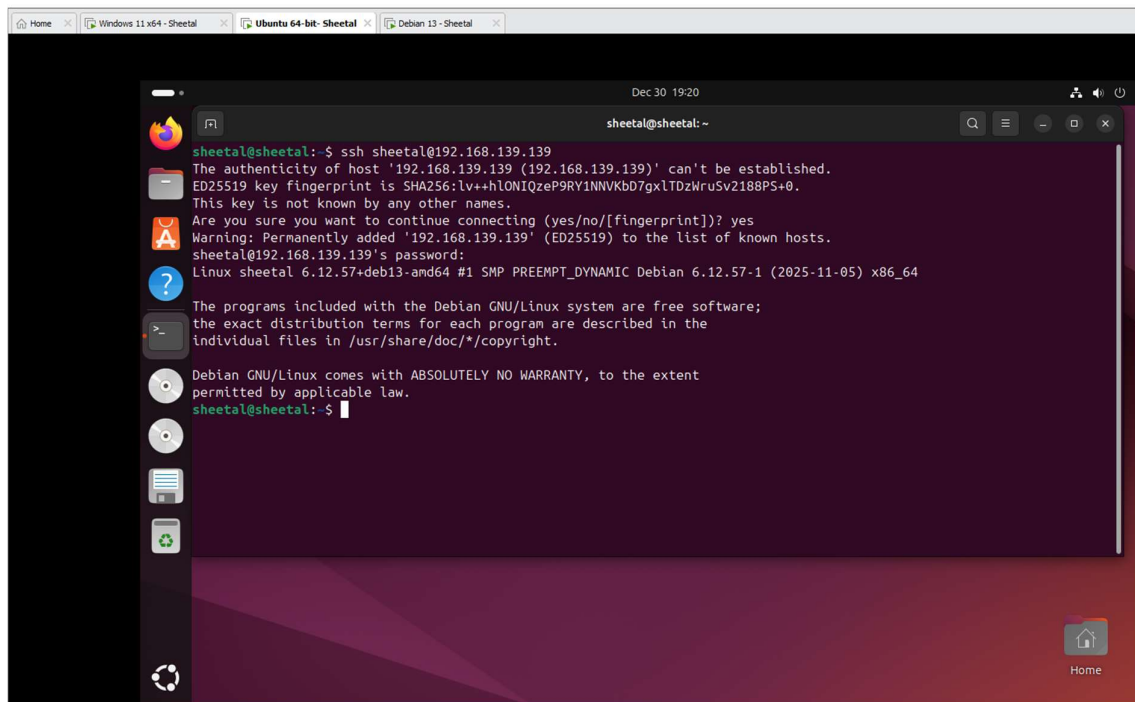 Home
Windows 11 x64 - Sheetal
Ubuntu 64-bit- Sheetal
Debian 13 - Sheetal
Dec 30 19:20
sheetal@sheetal: ~
sheetal@sheetal:~$ ssh sheetal@192.168.139.139
The authenticity of host '192.168.139.139 (192.168.139.139)' can't be established.
ED25519 key fingerprint is SHA256:lv++hlONIQzeP9RY1NNVKbD7gxlTDzWruSv2188PS+0.
This key is not known by any other names.
Are you sure you want to continue connecting (yes/no/[fingerprint])? yes
Warning: Permanently added '192.168.139.139' (ED25519) to the list of known hosts.
sheetal@192.168.139.139's password:
Linux sheetal 6.12.57+deb13-amd64 #1 SMP PREEMPT_DYNAMIC Debian 6.12.57-1 (2025-11-05) x86_64
The programs included with the Debian GNU/Linux system are free software;
the exact distribution terms for each program are described in the
individual files in /usr/share/doc/*/copyright.
Debian GNU/Linux comes with ABSOLUTELY NO WARRANTY, to the extent
permitted by applicable law.
sheetal@sheetal:~$
Home